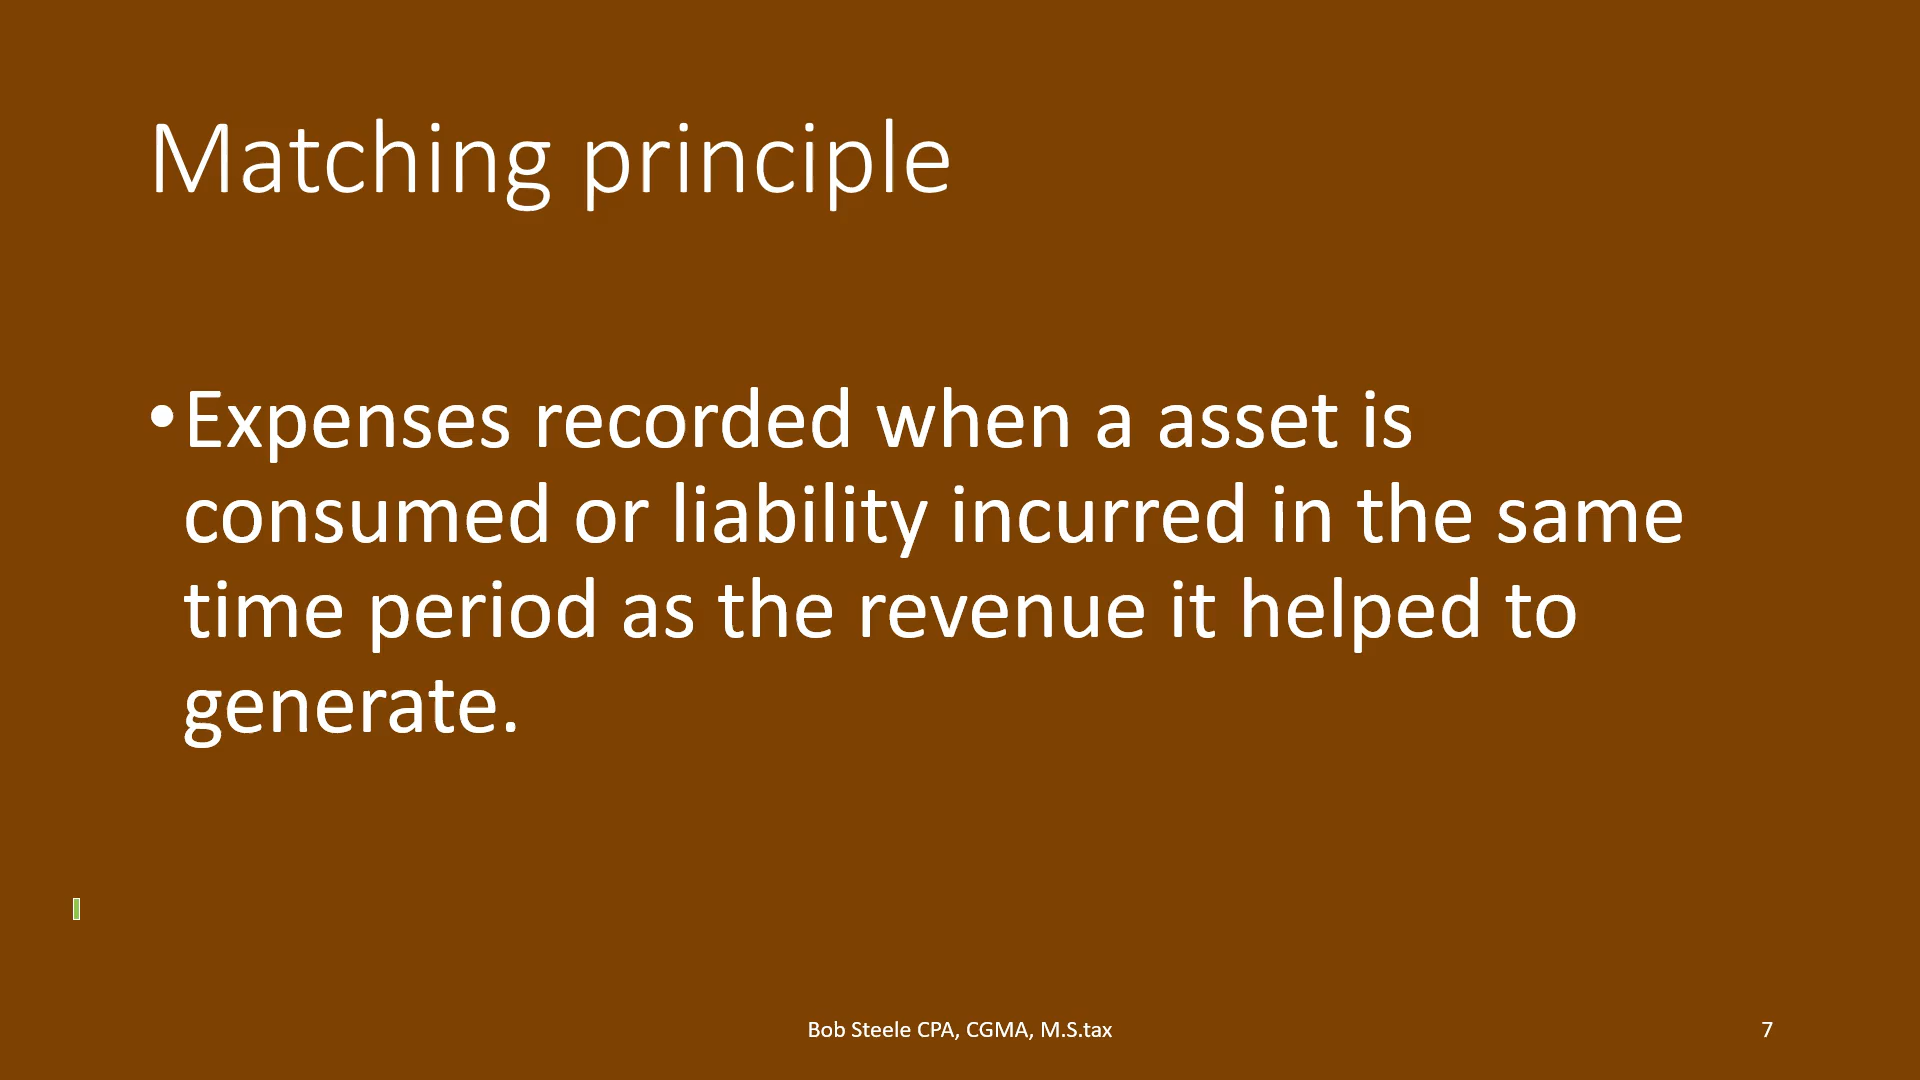 Matching principle
•Expenses recorded when a asset is
consumed or liability incurred in the same
time period as the revenue it helped to
generate.
Bob Steele CPA, CGMA, M.S.tax
7